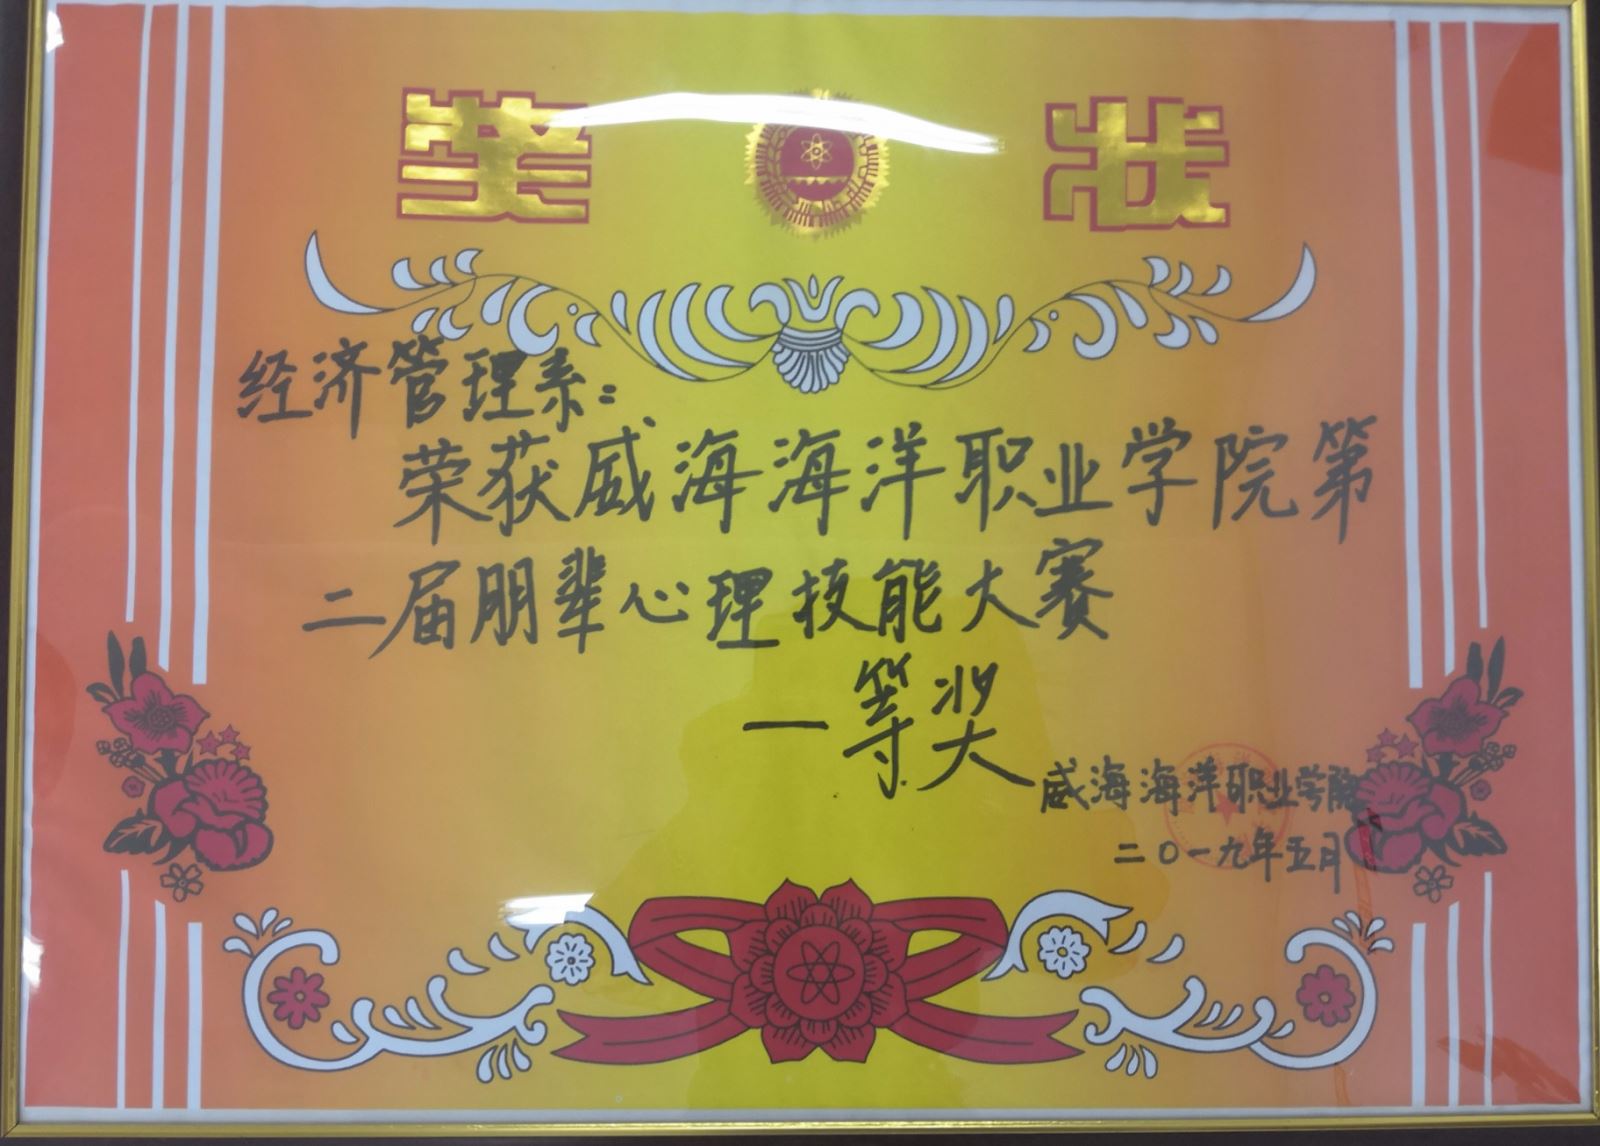 奖 状
经济管理系：
荣获威海海洋职业学院第
二届朋辈心理技能大赛
一等奖
威海海洋职业学院
二〇一九年五月